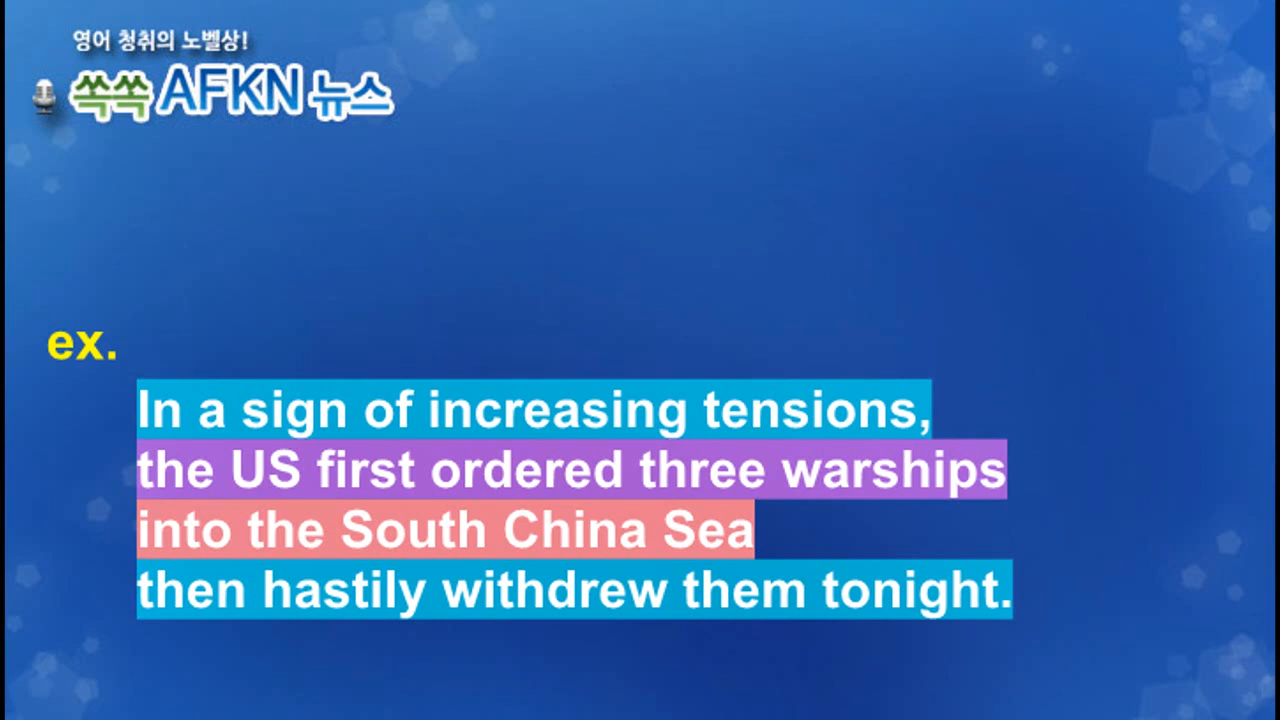 영어 청취의 노벨상!
쏙쏙 AFKN 뉴스
ex.
In a sign of increasing tensions,
the US first ordered three warships
into the South China Sea
then hastily withdrew them tonight.